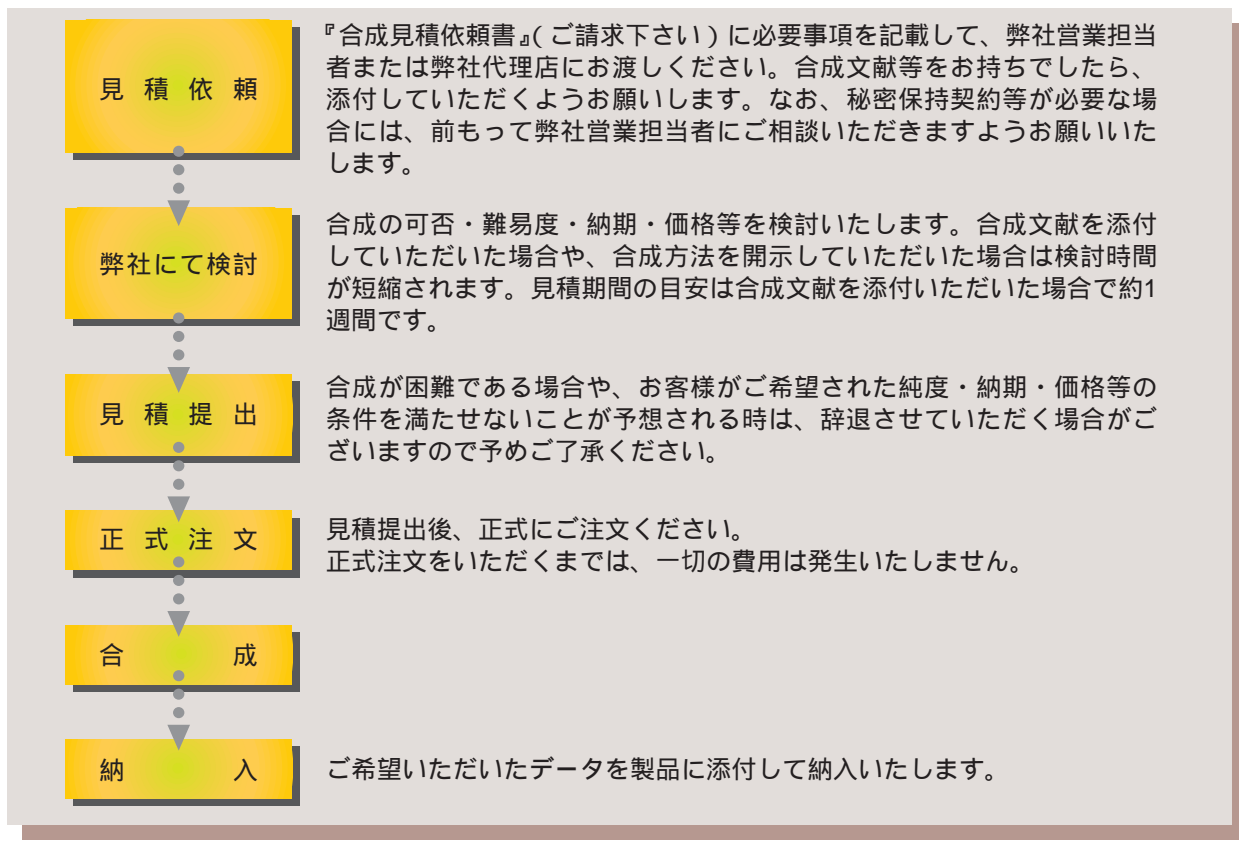 見積依頼
『合成見積依頼書』(ご請求下さい)に必要事項を記載して、弊社営業担当
者または弊社代理店にお渡しください。合成文献等をお持ちでしたら、
添付していただくようお願いします。なお、秘密保持契約等が必要な場
合には、前もって弊社営業担当者にご相談いただきますようお願いいた
します。
弊社にて検討
合成の可否・難易度・納期・価格等を検討いたします。合成文献を添付
していただいた場合や、合成方法を開示していただいた場合は検討時間
が短縮されます。見積期間の目安は合成文献を添付いただいた場合で約1
週間です。
見積提出
合成が困難である場合や、お客様がご希望された純度・納期・価格等の
条件を満たせないことが予想される時は、辞退させていただく場合がご
ざいますので予めご了承ください。
正式注文
見積提出後、正式にご注文ください。
正式注文をいただくまでは、一切の費用は発生いたしません。
合成
納入
ご希望いただいたデータを製品に添付して納入いたします。